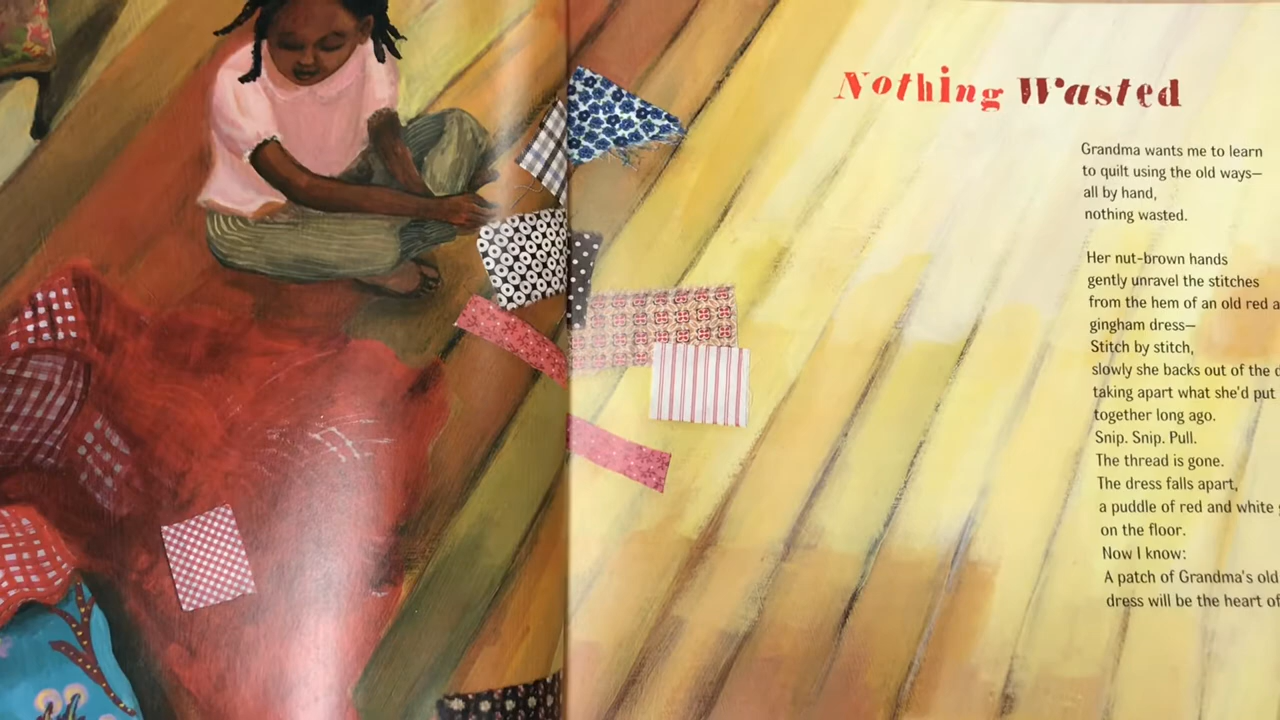 Nothing Wasted
Grandma wants me to learn
to quilt using the old ways—
all by hand,
nothing wasted.
Her nut-brown hands
gently unravel the stitches
from the hem of an old red a
gingham dress—
Stitch by stitch,
slowly she backs out of the d
taking apart what she'd put
together long ago.
Snip. Snip. Pull.
The thread is gone.
The dress falls apart,
a puddle of red and white
on the floor.
Now I know:
A patch of Grandma's old
dress will be the heart of